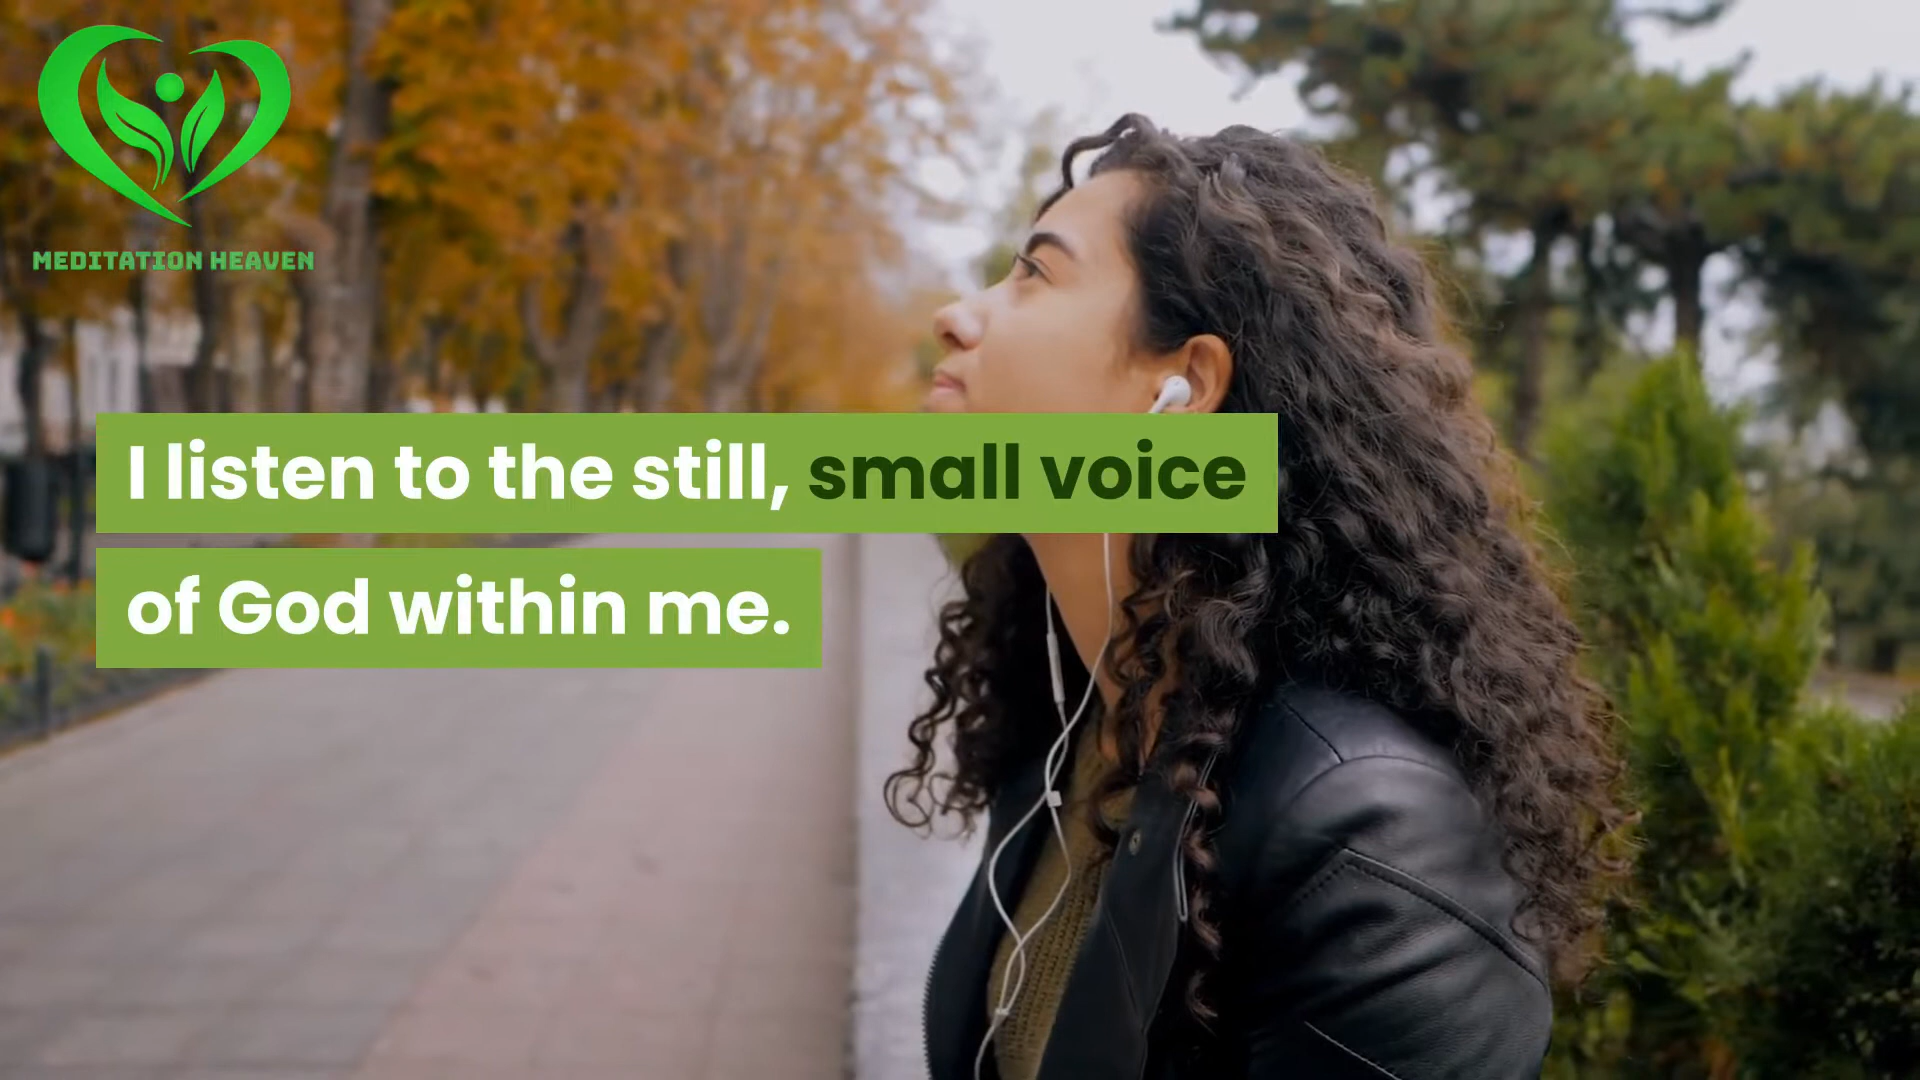 MEDITATION HEAVEN
I listen to the still, small voice
of God within me.